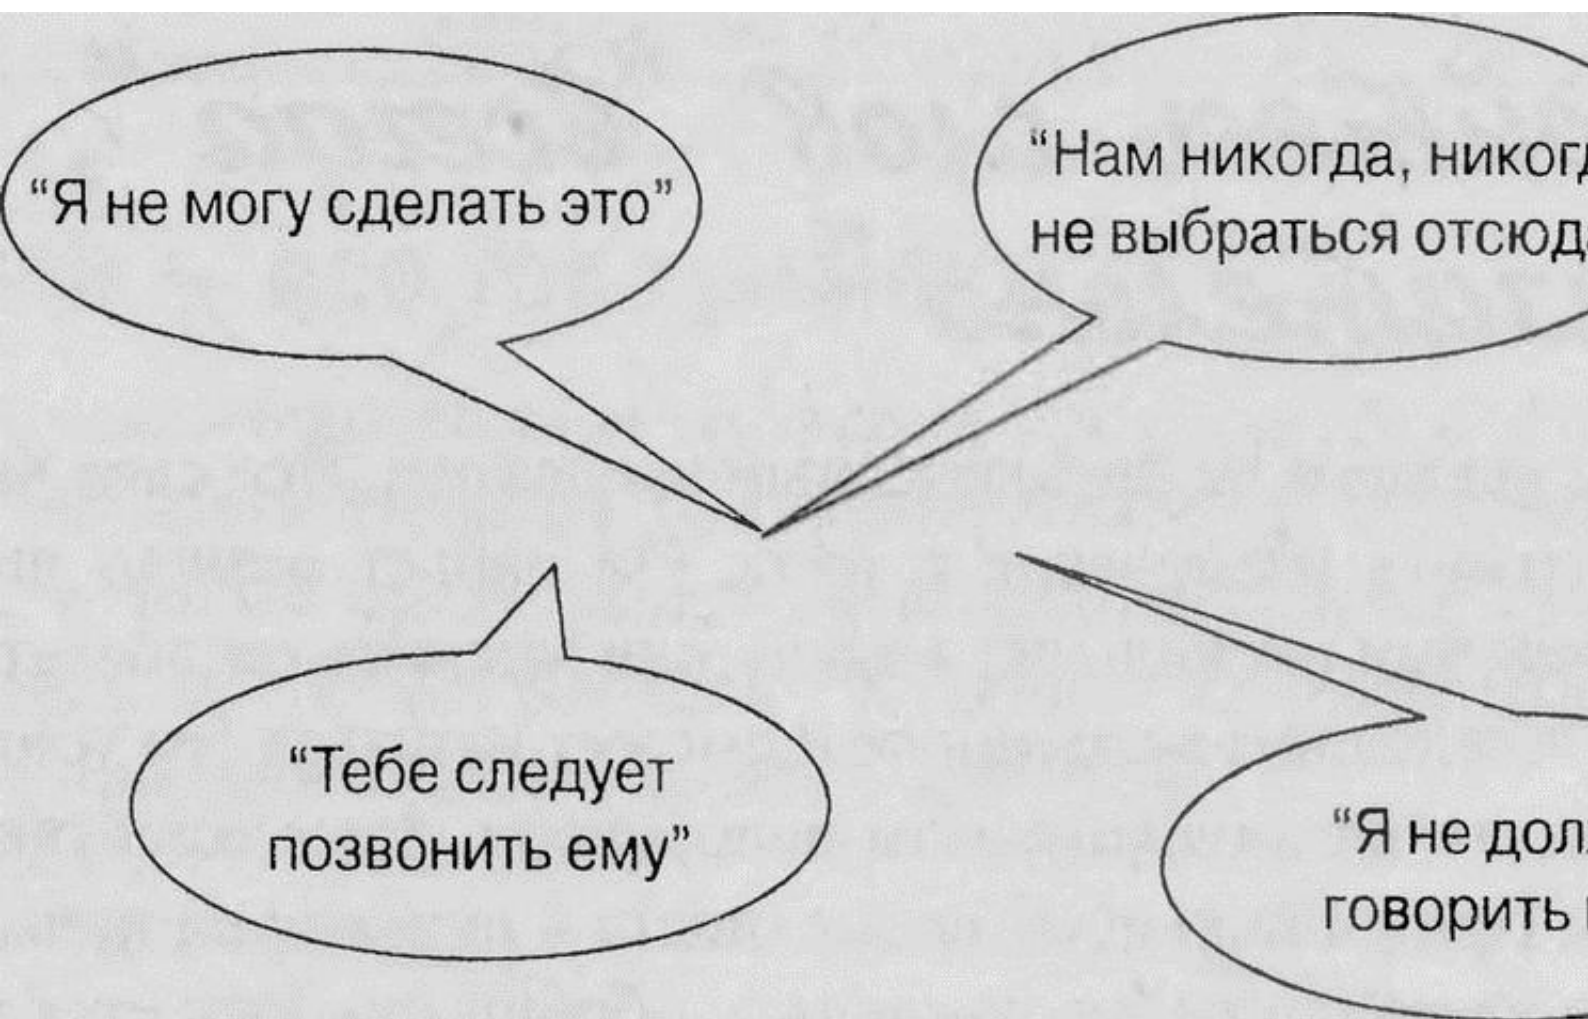 “Я не могу сделать это”
“Нам никогда,
не выбраться
“Тебе следует
позвонить ему”
“Я не
говорить